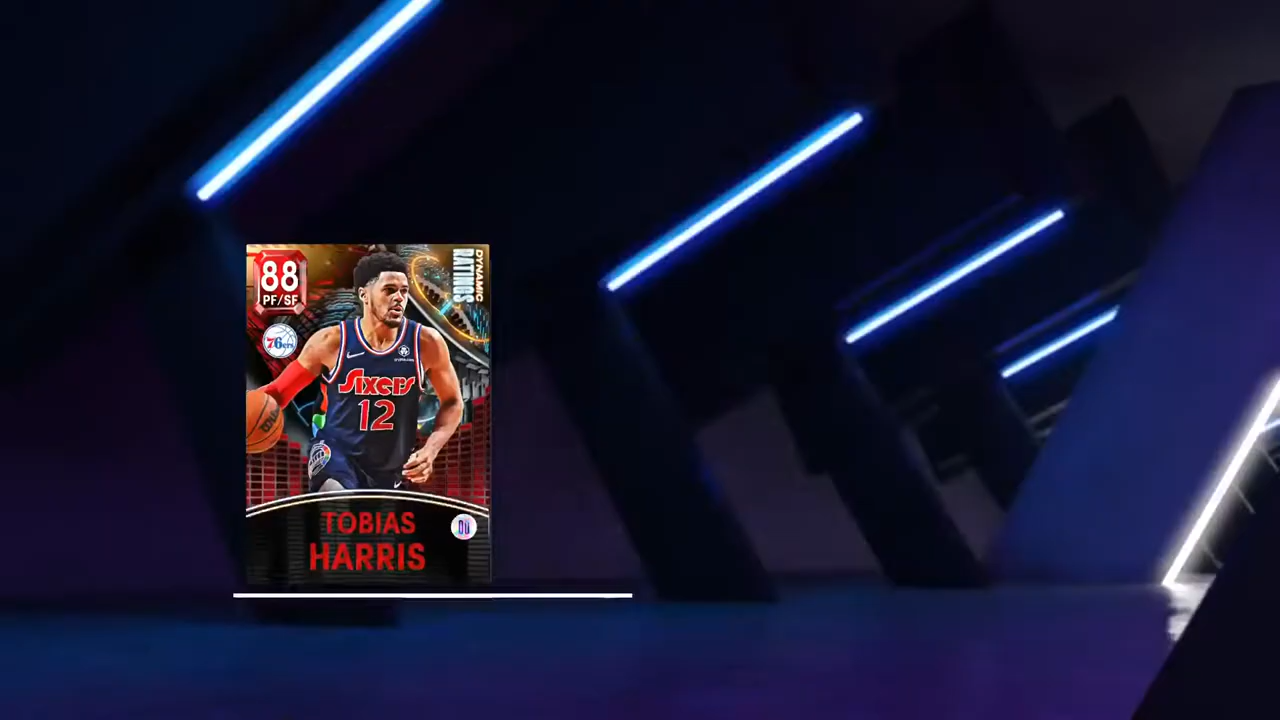 88
PF/SF
DYNAMIC
RATINGS
76ers
Sixers
12
TOBIAS
HARRIS